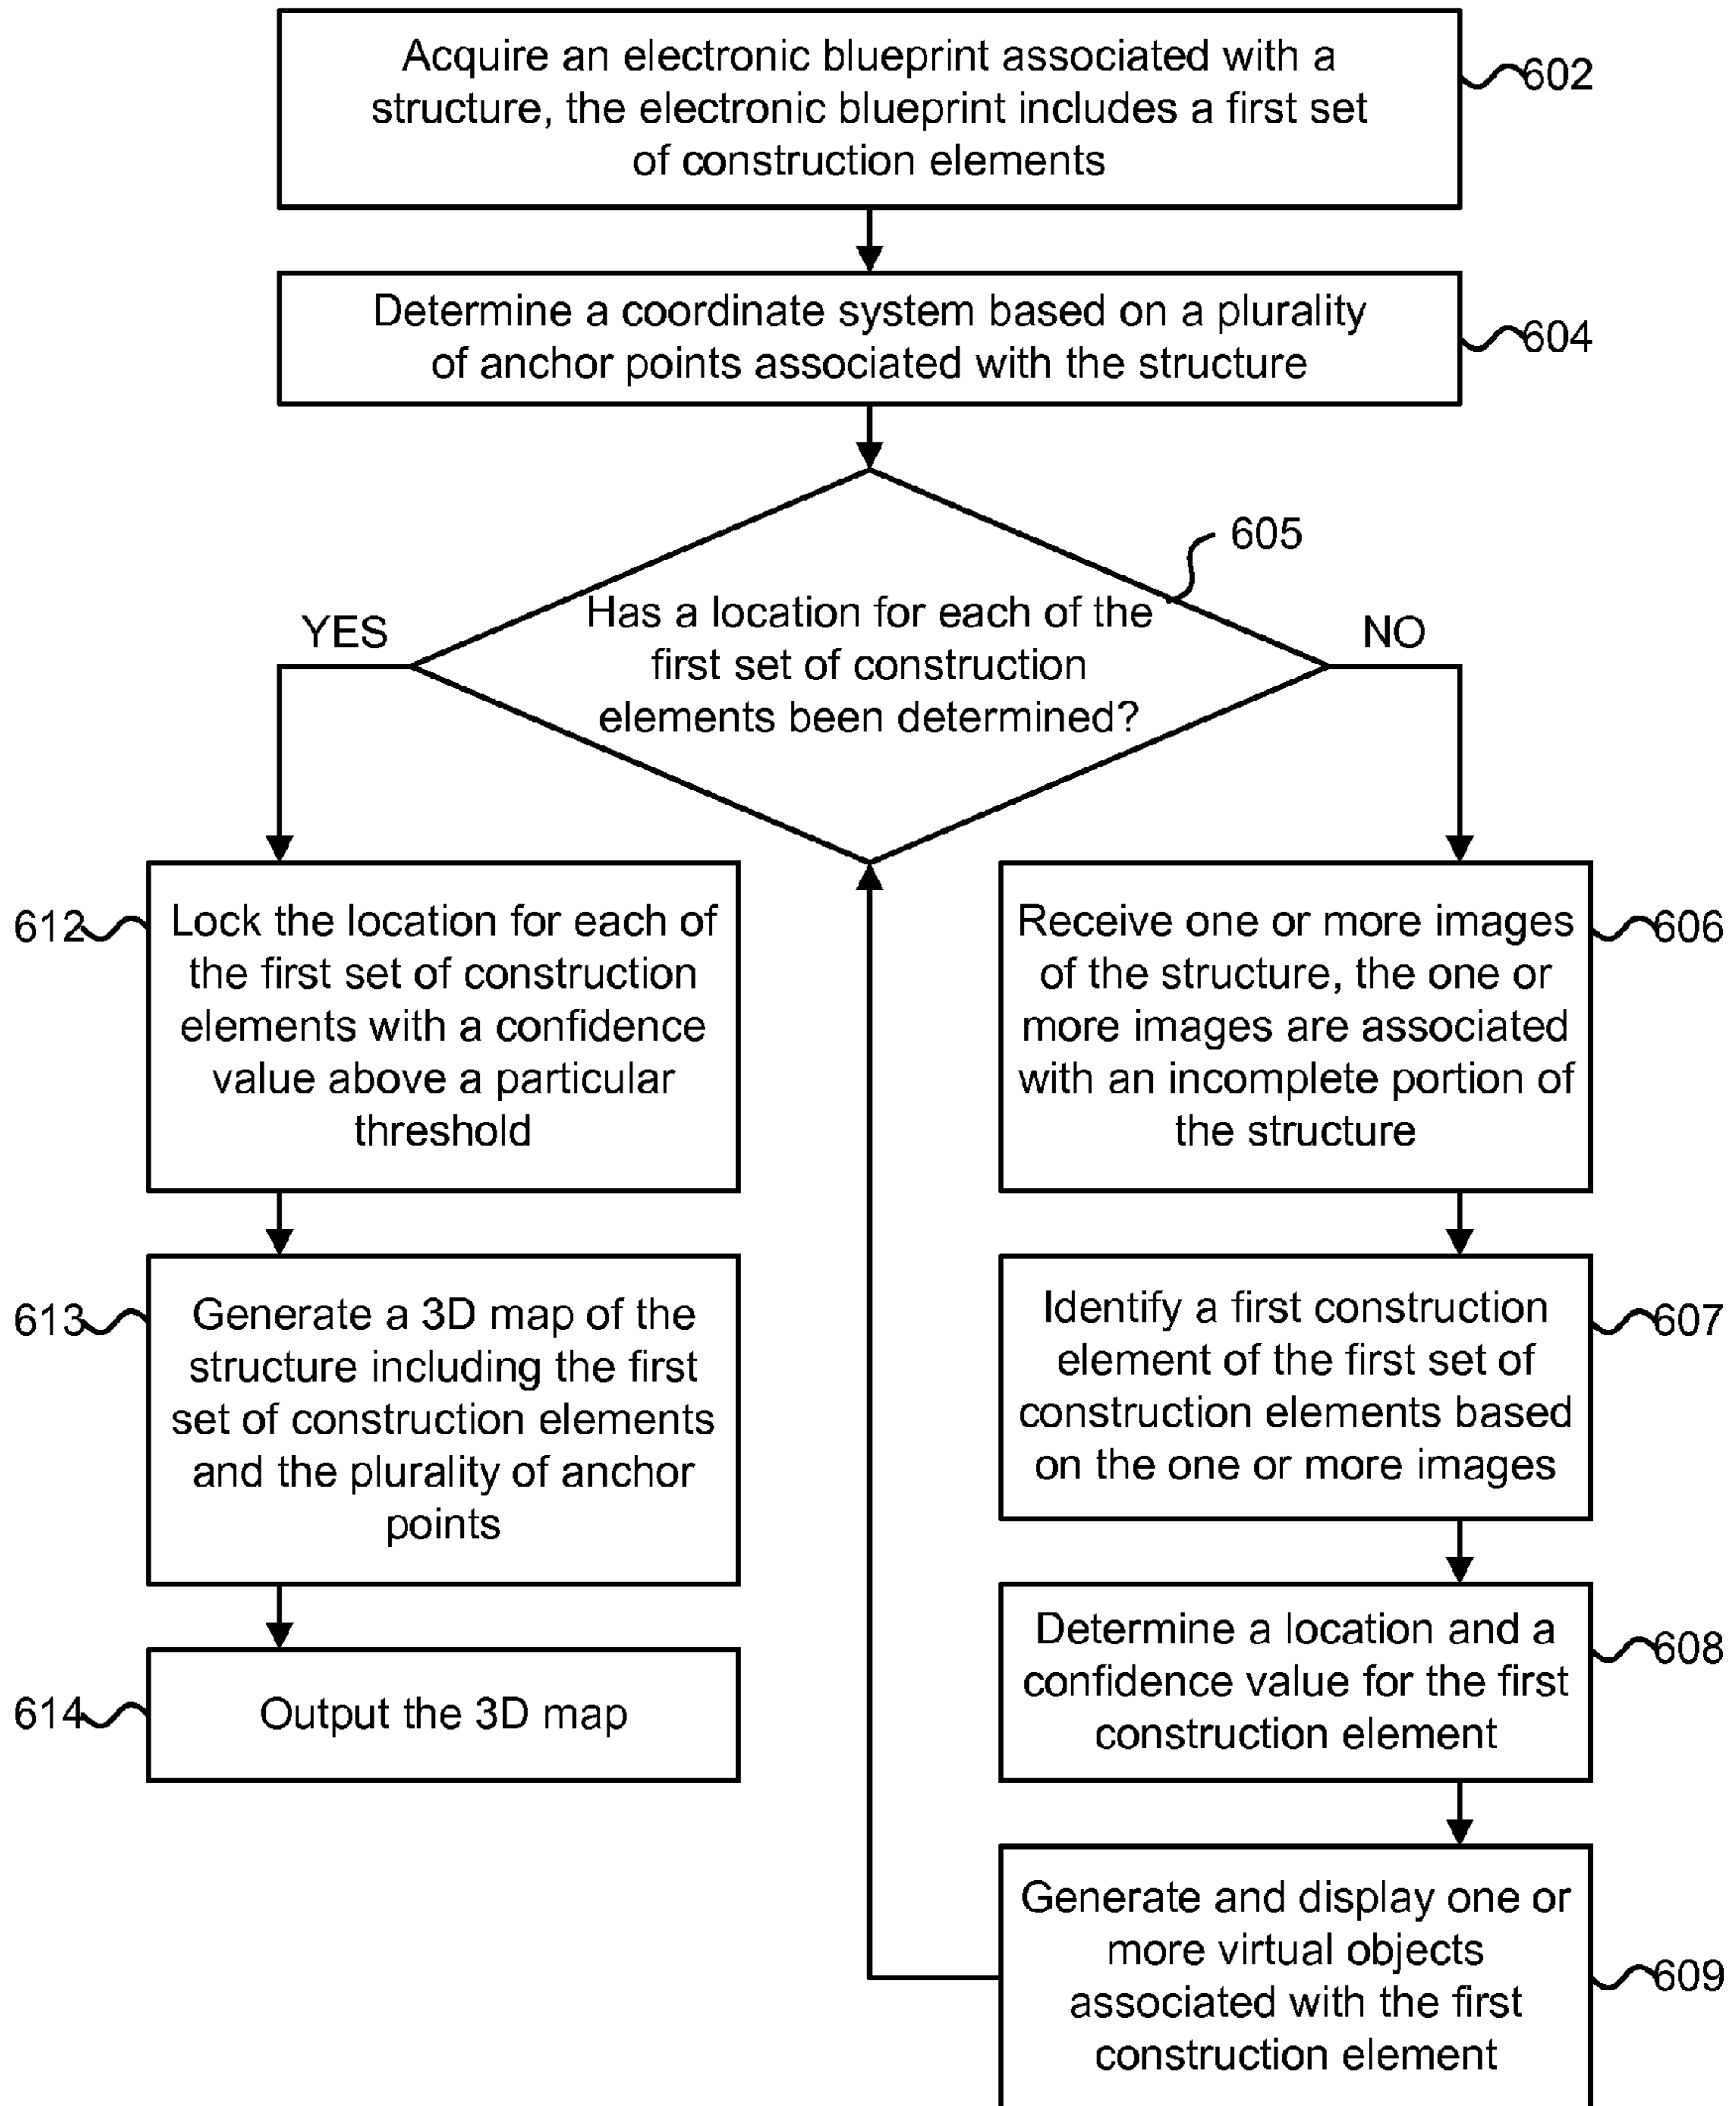 Acquire an electronic blueprint associated with a
structure, the electronic blueprint includes a first set
of construction elements
602
Determine a coordinate system based on a plurality
of anchor points associated with the structure
604
605
Has a location for each of the
first set of construction
elements been determined?
YES
NO
612
Lock the location for each of
the first set of construction
elements with a confidence
value above a particular
threshold
613
Generate a 3D map of the
structure including the first
set of construction elements
and the plurality of anchor
points
614
Output the 3D map
Receive one or more images
of the structure, the one or
more images are associated
with an incomplete portion of
the structure
606
Identify a first construction
element of the first set of
construction elements based
on the one or more images
607
Determine a location and a
confidence value for the first
construction element
608
Generate and display one or
more virtual objects
associated with the first
construction element
609